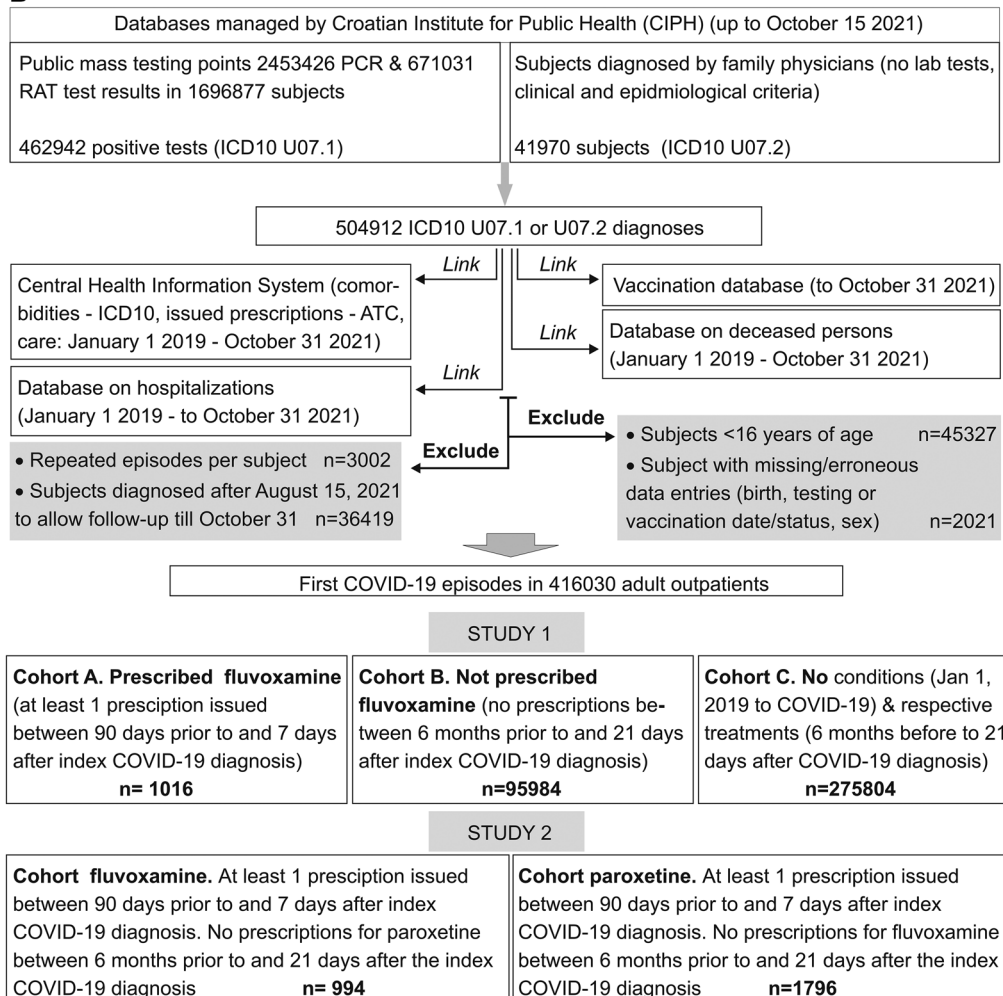 Databases managed by Croatian Institute for Public Health (CIPH) (up to October 15 2021)
Public mass testing points 2453426 PCR & 671031
RAT test results in 1696877 subjects
462942 positive tests (ICD10 U07.1)
Subjects diagnosed by family physicians (no lab tests,
clinical and epidmiological criteria)
41970 subjects (ICD10 U07.2)
504912 ICD10 U07.1 or U07.2 diagnoses
Link
Link
Central Health Information System (comor-
bidities - ICD10, issued prescriptions - ATC,
care: January 1 2019 - October 31 2021)
Vaccination database (to October 31 2021)
Link
Database on deceased persons
(January 1 2019 - October 31 2021)
Link
Database on hospitalizations
(January 1 2019 - to October 31 2021)
Exclude
Exclude
• Repeated episodes per subject n=3002
• Subjects diagnosed after August 15, 2021
to allow follow-up till October 31 n=36419
• Subjects <16 years of age n=45327
• Subject with missing/erroneous
data entries (birth, testing or
vaccination date/status, sex) n=2021
First COVID-19 episodes in 416030 adult outpatients
STUDY 1
Cohort A. Prescribed fluvoxamine
(at least 1 presciption issued
between 90 days prior to and 7 days
after index COVID-19 diagnosis)
n= 1016
Cohort B. Not prescribed
fluvoxamine (no prescriptions be-
tween 6 months prior to and 21 days
after index COVID-19 diagnosis)
n=95984
Cohort C. No conditions (Jan 1,
2019 to COVID-19) & respective
treatments (6 months before to 21
days after COVID-19 diagnosis)
n=275804
STUDY 2
Cohort fluvoxamine. At least 1 presciption issued
between 90 days prior to and 7 days after index
COVID-19 diagnosis. No prescriptions for paroxetine
between 6 months prior to and 21 days after the index
COVID-19 diagnosis n= 994
Cohort paroxetine. At least 1 prescription issued
between 90 days prior to and 7 days after index
COVID-19 diagnosis. No prescriptions for fluvoxamine
between 6 months prior to and 21 days after the index
COVID-19 diagnosis n=1796